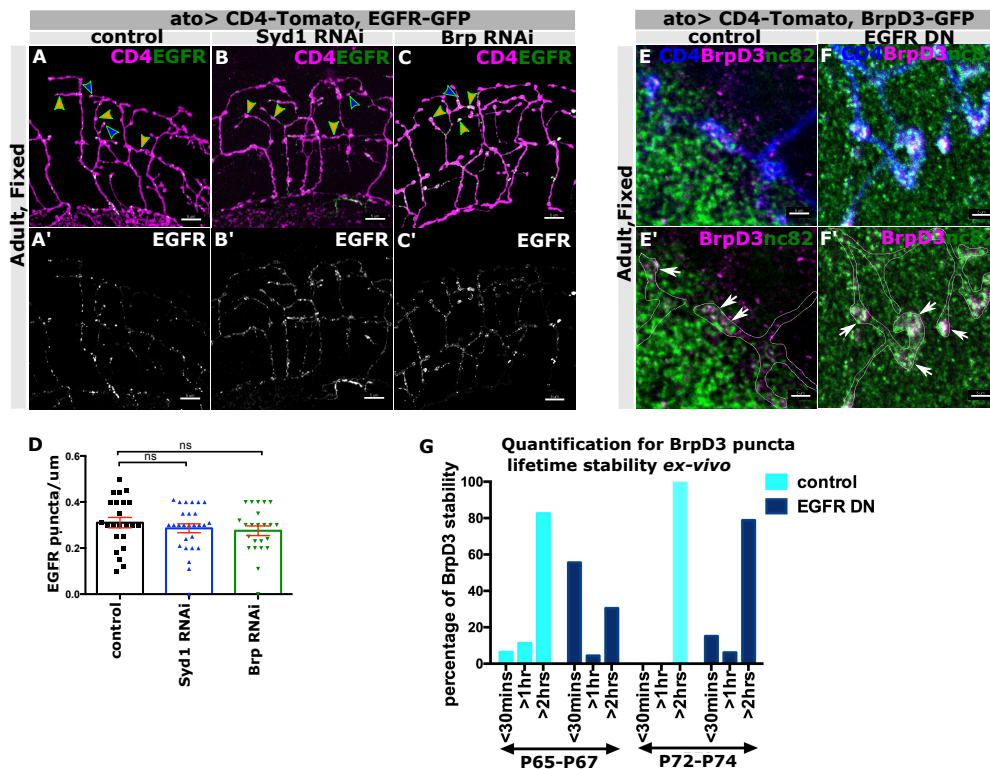 ato> CD4-Tomato, EGFR-GFP
control Syd1 RNAi Brp RNAi
Adult, Fixed
A CD4EGFR
B CD4EGFR
C CD4EGFR
A' EGFR
B' EGFR
C' EGFR
ato> CD4-Tomato, BrpD3-GFP
control EGFR DN
Adult,Fixed
E CD4BrpD3nc82
F CD4BrpD3nc82
E' BrpD3nc82
F' BrpD3nc82
D
ns
ns
EGFR puncta/um
0.6
0.4
0.2
0.0
control
Syd1 RNAi
Brp RNAi
G Quantification for BrpD3 puncta
lifetime stability ex-vivo
control
EGFR DN
percentage of BrpD3 stability
100
80
60
40
20
0
<30mins >1hr >2hrs <30mins >1hr >2hrs <30mins >1hr >2hrs <30mins >1hr >2hrs
P65-P67 P72-P74